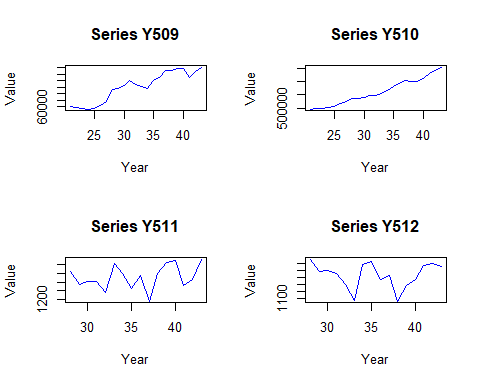 Series Y509
Value
60000
25 30 35 40
Year
Series Y510
Value
500000
25 30 35 40
Year
Series Y511
Value
1200
30 35 40
Year
Series Y512
Value
1100
30 35 40
Year